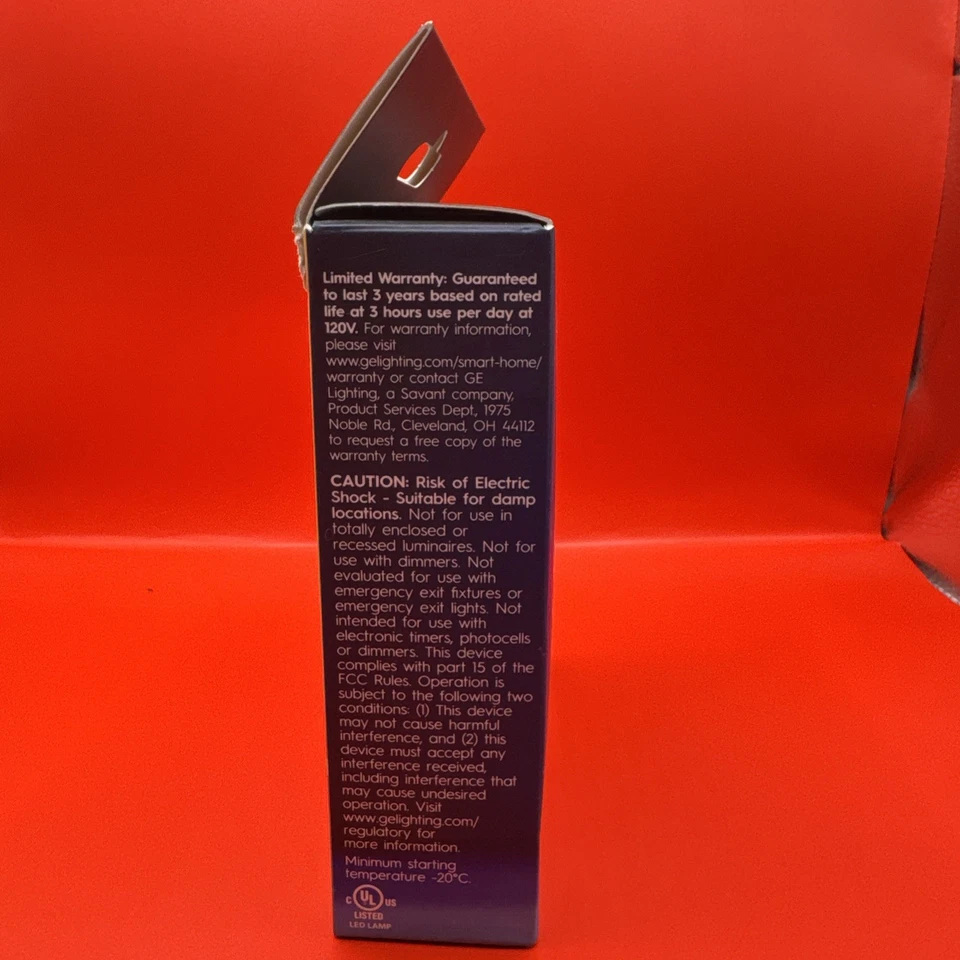 Limited Warranty: Guaranteed
to last 3 years based on rated
life at 3 hours use per day at
120V. For warranty information,
please visit
www.gelighting.com/smart-home/
warranty or contact GE
Lighting, a Savant company,
Product Services Dept., 1975
Noble Rd., Cleveland, OH 44112
to request a free copy of the
warranty terms.
CAUTION: Risk of Electric
Shock - Suitable for damp
locations. Not for use in
totally enclosed or
recessed luminaires. Not for
use with dimmers. Not
evaluated for use with
emergency exit fixtures or
emergency exit lights. Not
intended for use with
electronic timers, photocells
or dimmers. This device
complies with part 15 of the
FCC Rules. Operation is
subject to the following two
conditions: (1) This device
may not cause harmful
interference, and (2) this
device must accept any
interference received,
including interference that
may cause undesired
operation. Visit
www.gelighting.com/
regulatory for
more information.
Minimum starting
temperature -20°C.
C UL US
LISTED
LED LAMP